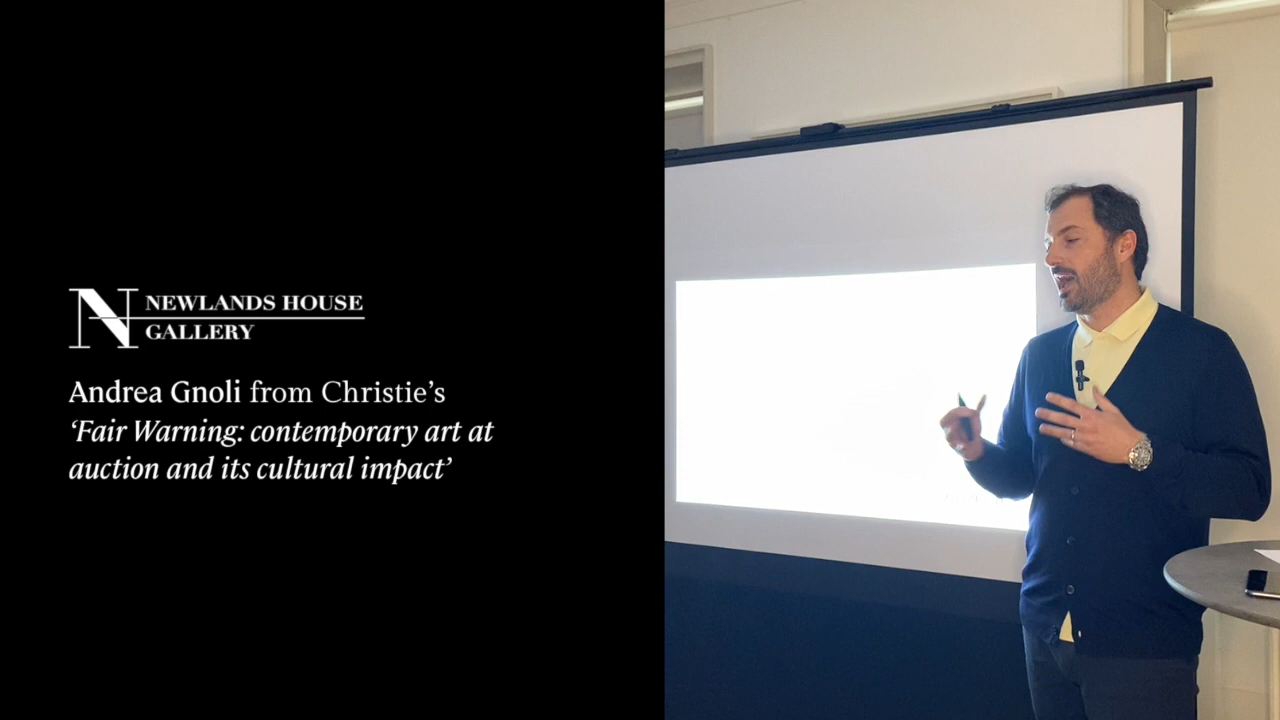 NEWLANDS HOUSE
GALLERY
Andrea Gnoli from Christie’s
‘Fair Warning: contemporary art at
auction and its cultural impact’